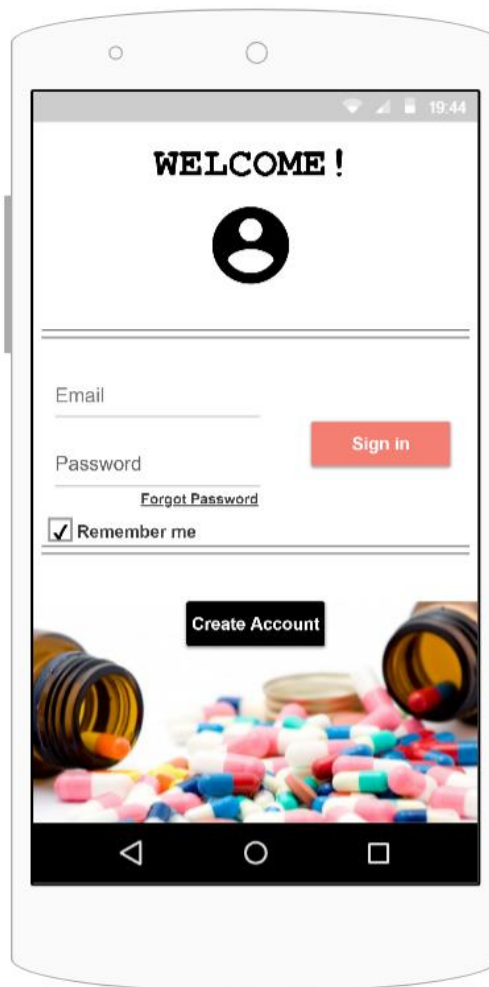 19:44
WELCOME!
Email
Sign in
Password
Forgot Password
Remember me
Create Account